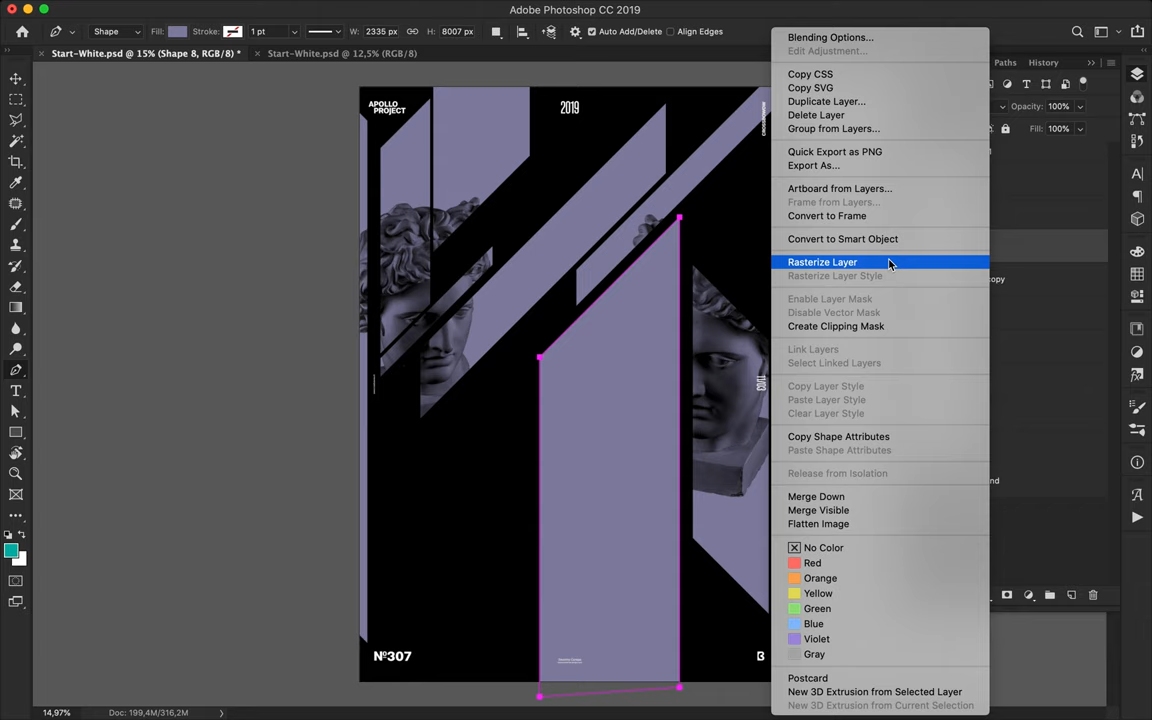 Adobe Photoshop CC 2019
Shape Fill: Stroke: 1 pt W: 2335 px H: 8007 px Auto Add/Delete Align Edges
Start-White.psd @ 15% (Shape 8, RGB/8) * Start-White.psd @ 12,5% (RGB/8)
Paths History
Opacity: 100%
Fill: 100%
opy
nd
Blending Options...
Edit Adjustment...
Copy CSS
Copy SVG
Duplicate Layer...
Delete Layer
Group from Layers...
Quick Export as PNG
Export As...
Artboard from Layers...
Frame from Layers...
Convert to Frame
Convert to Smart Object
Rasterize Layer
Rasterize Layer Style
Enable Layer Mask
Disable Vector Mask
Create Clipping Mask
Link Layers
Select Linked Layers
Copy Layer Style
Paste Layer Style
Clear Layer Style
Copy Shape Attributes
Paste Shape Attributes
Release from Isolation
Merge Down
Merge Visible
Flatten Image
No Color
Red
Orange
Yellow
Green
Blue
Violet
Gray
Postcard
New 3D Extrusion from Selected Layer
New 3D Extrusion from Current Selection
APOLLO
PROJECT
2019
11/03
Nº307
14,97% Doc: 199,4M/316,2M